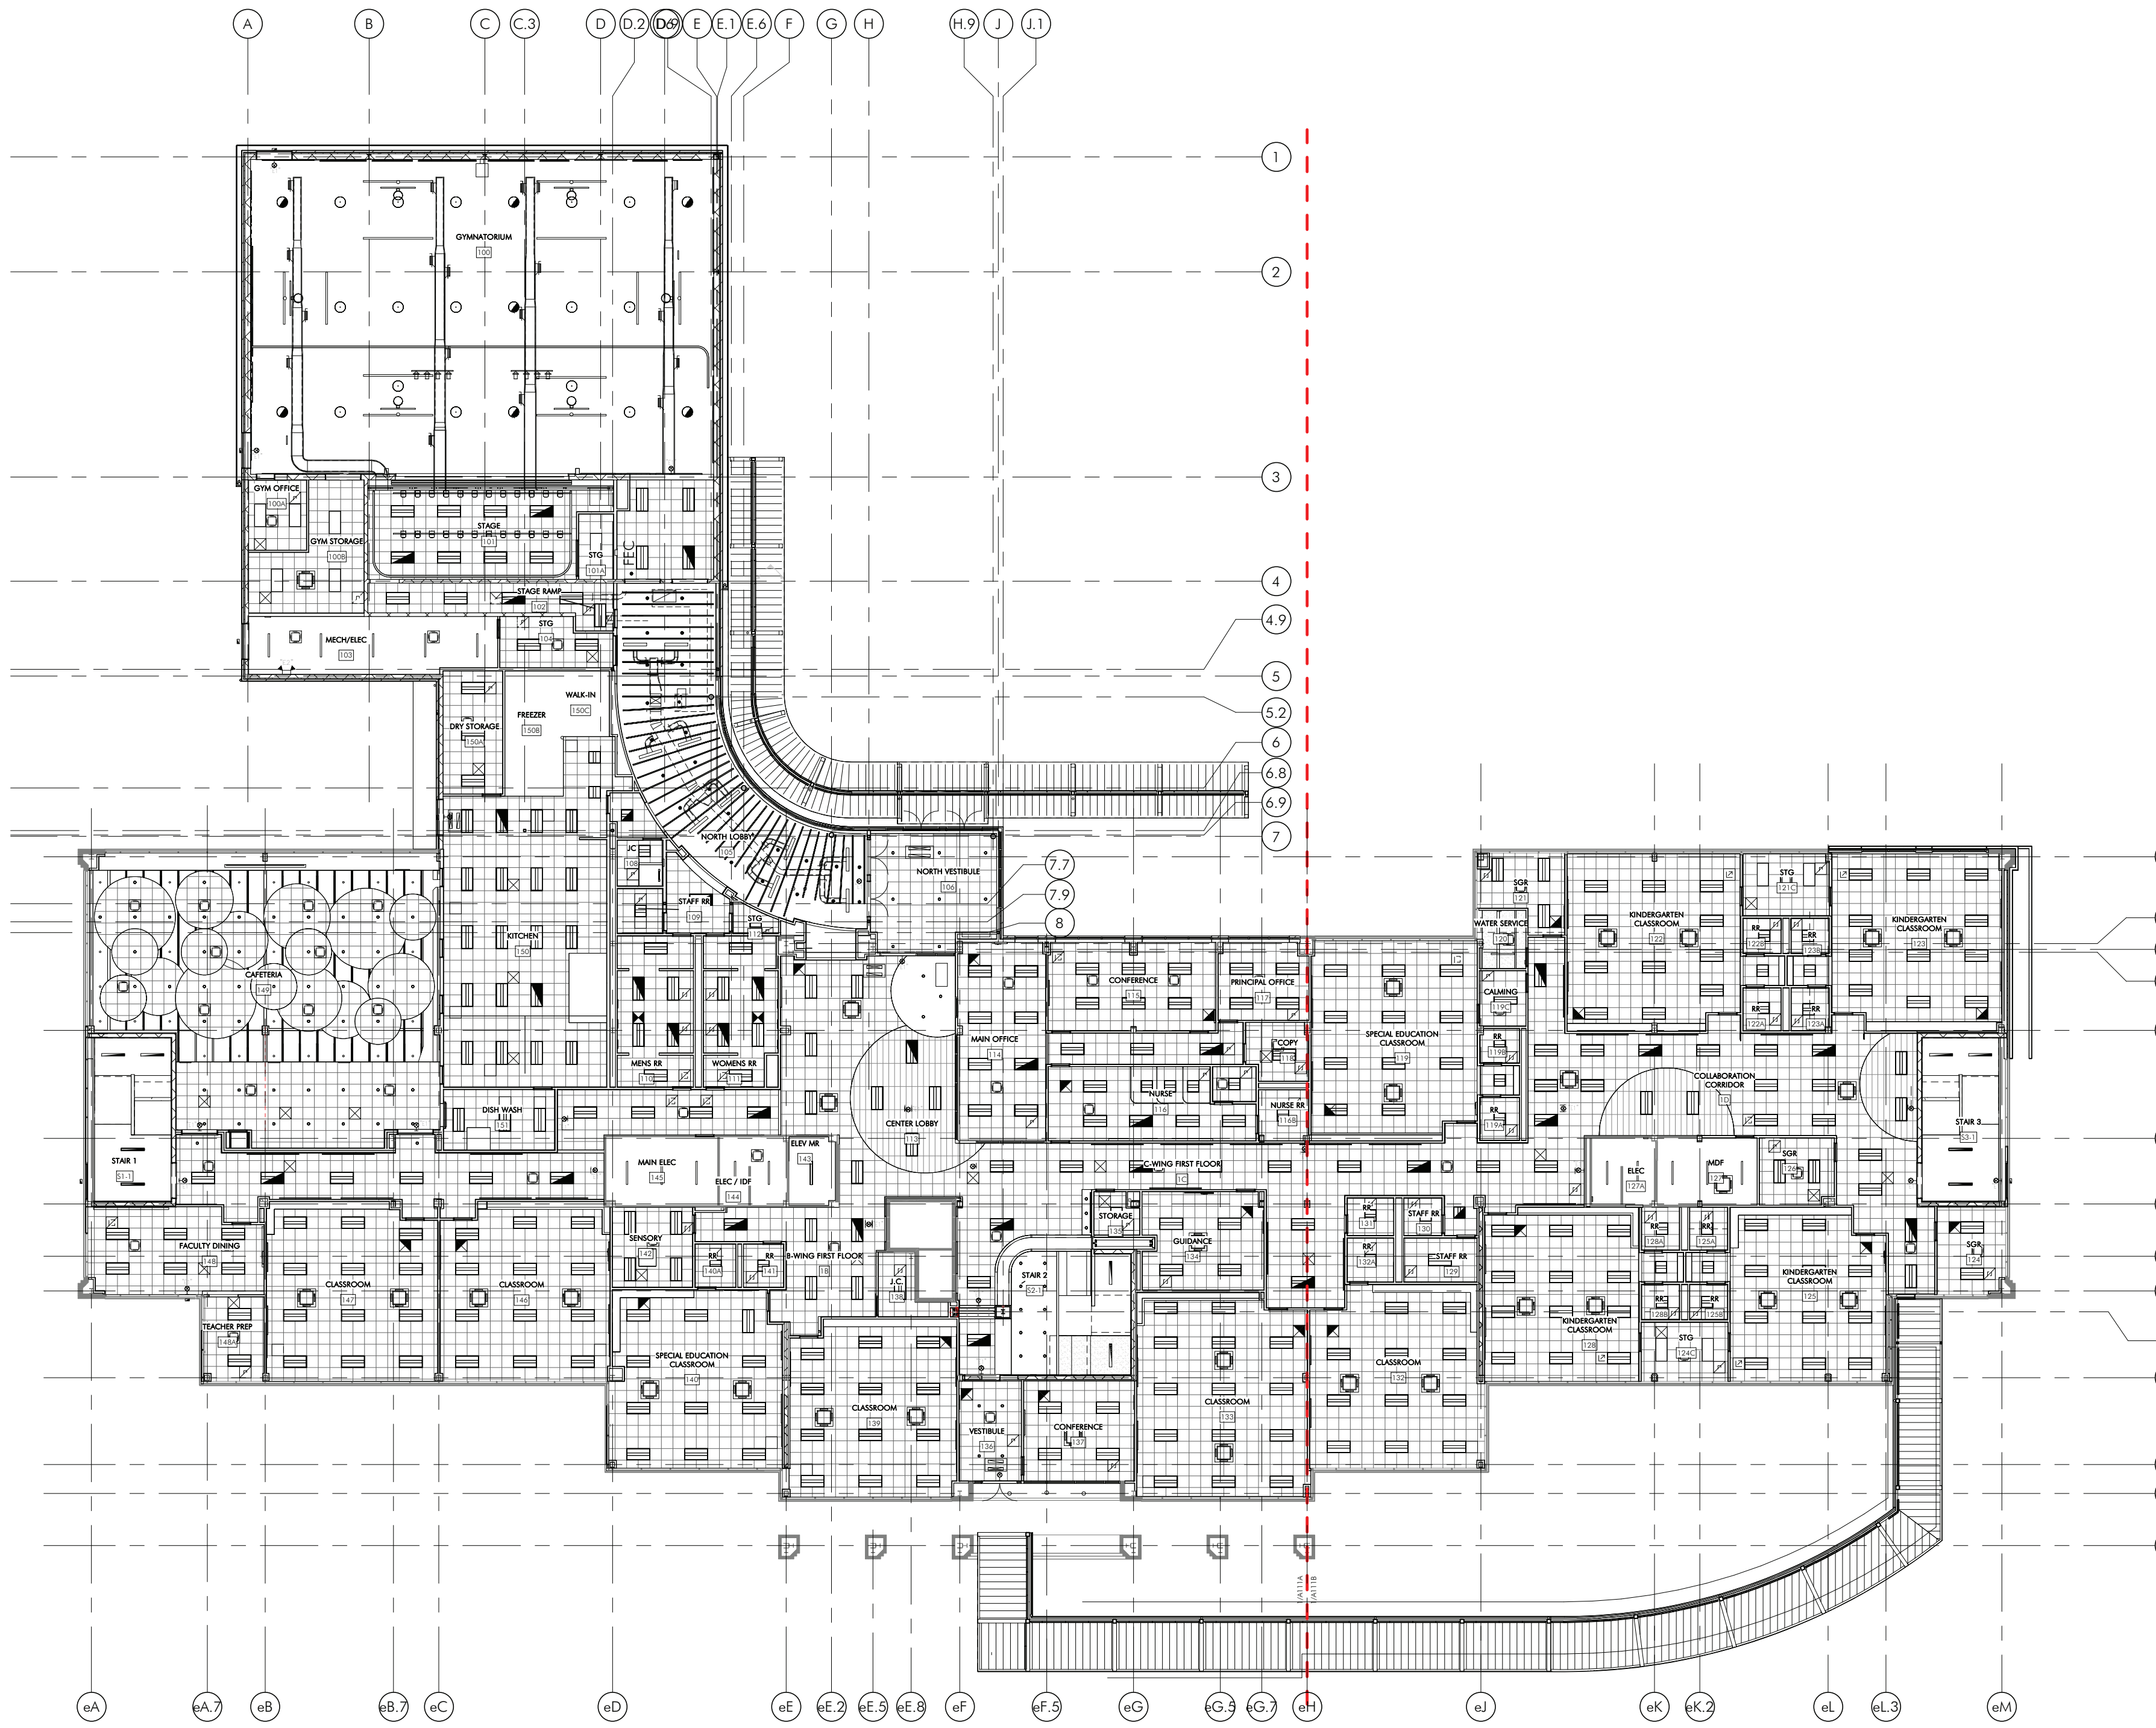 A
B
C
C.3
D
D.2
E
E.1
E.6
F
G
H
H.9
J
J.1
1
2
3
4
4.9
5
5.2
6
6.8
6.9
7
7.7
7.9
8
GYMNATORIUM
100
GYM OFFICE
100A
GYM STORAGE
100B
STAGE
101
STG
101A
FEC
STAGE RAMP
102
MECH/ELEC
103
STG
104
WALK-IN
150C
FREEZER
150B
DRY STORAGE
150A
NORTH LOBBY
105
JC
108
NORTH VESTIBULE
106
STAFF RR
109
STG
112
KITCHEN
150
CAFETERIA
149
MENS RR
110
WOMENS RR
111
DISH WASH
151
CENTER LOBBY
113
MAIN OFFICE
114
CONFERENCE
115
PRINCIPAL OFFICE
117
COPY
118
NURSE
116
NURSE RR
116B
SPECIAL EDUCATION
CLASSROOM
119
SGR
121
WATER SERVICE
120
CALMING
119C
RR
119B
RR
119A
KINDERGARTEN
CLASSROOM
122
STG
121C
RR
122B
RR
123B
RR
122A
RR
123A
KINDERGARTEN
CLASSROOM
123
COLLABORATION
CORRIDOR
1D
STAIR 3
S3-1
STAIR 1
S1-1
MAIN ELEC
145
ELEC / IDF
144
ELEV MR
143
C-WING FIRST FLOOR
1C
ELEC
127A
MDF
127
SGR
126
FACULTY DINING
148
TEACHER PREP
148A
CLASSROOM
147
CLASSROOM
146
SENSORY
142
RR
140A
RR
141
B-WING FIRST FLOOR
1B
J.C.
138
STORAGE
135
GUIDANCE
134
STAIR 2
S2-1
RR
131
STAFF RR
130
RR
132A
STAFF RR
129
RR
128A
RR
125A
RR
128B
RR
125B
STG
124C
KINDERGARTEN
CLASSROOM
128
KINDERGARTEN
CLASSROOM
125
SGR
124
SPECIAL EDUCATION
CLASSROOM
140
CLASSROOM
139
VESTIBULE
136
CONFERENCE
137
CLASSROOM
133
CLASSROOM
132
1/A111A
1/A111B
eA
eA.7
eB
eB.7
eC
eD
eE
eE.2
eE.5
eE.8
eF
eF.5
eG
eG.5
eG.7
eH
eJ
eK
eK.2
eL
eL.3
eM